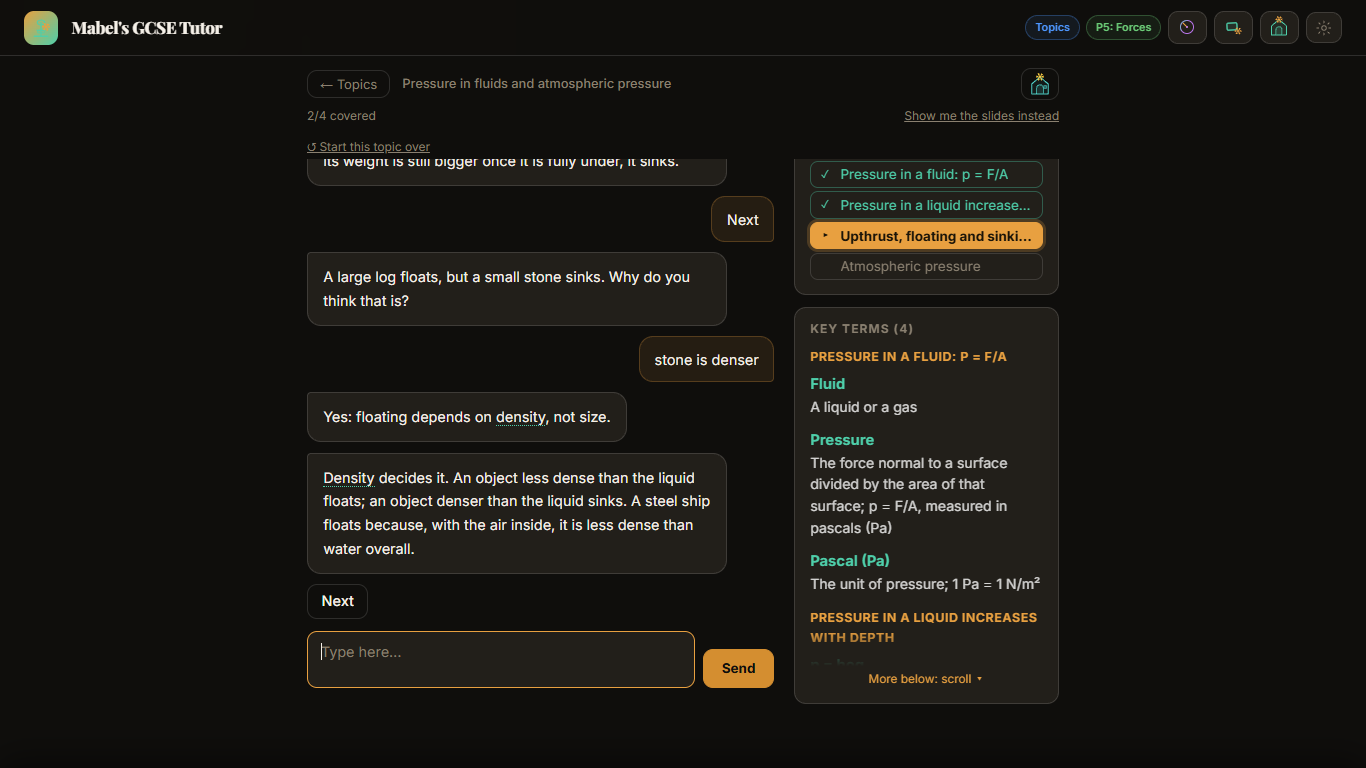 Mabel's GCSE Tutor
Topics
P5: Forces
← Topics
Pressure in fluids and atmospheric pressure
2/4 covered
Show me the slides instead
↺ Start this topic over
its weight is still bigger once it is fully under, it sinks.
Next
A large log floats, but a small stone sinks. Why do you
think that is?
stone is denser
Yes: floating depends on density, not size.
Density decides it. An object less dense than the liquid
floats; an object denser than the liquid sinks. A steel ship
floats because, with the air inside, it is less dense than
water overall.
Next
Type here...
Send
✓ Pressure in a fluid: p = F/A
✓ Pressure in a liquid increase...
‣ Upthrust, floating and sinki...
Atmospheric pressure
KEY TERMS (4)
PRESSURE IN A FLUID: P = F/A
Fluid
A liquid or a gas
Pressure
The force normal to a surface
divided by the area of that
surface; p = F/A, measured in
pascals (Pa)
Pascal (Pa)
The unit of pressure; 1 Pa = 1 N/m²
PRESSURE IN A LIQUID INCREASES
WITH DEPTH
More below: scroll ▾